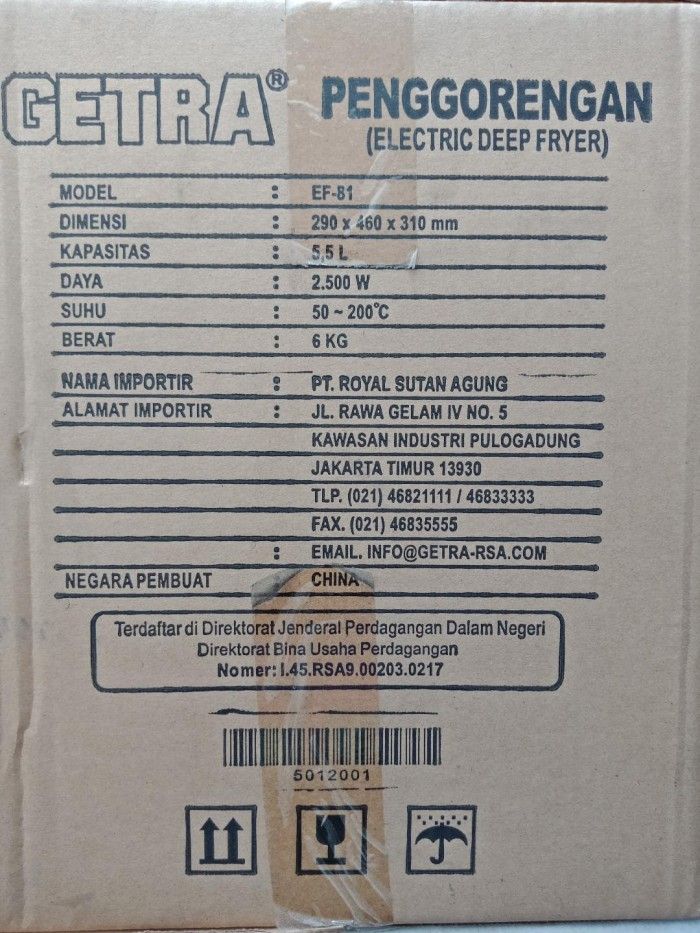 GETRA® PENGGORENGAN
(ELECTRIC DEEP FRYER)
MODEL : EF-81
DIMENSI : 290 x 460 x 310 mm
KAPASITAS : 5,5 L
DAYA : 2.500 W
SUHU : 50 ~ 200°C
BERAT : 6 KG
NAMA IMPORTIR : PT. ROYAL SUTAN AGUNG
ALAMAT IMPORTIR : JL. RAWA GELAM IV NO. 5
KAWASAN INDUSTRI PULOGADUNG
JAKARTA TIMUR 13930
TLP. (021) 46821111 / 46833333
FAX. (021) 46835555
: EMAIL. INFO@GETRA-RSA.COM
NEGARA PEMBUAT CHINA
Terdaftar di Direktorat Jenderal Perdagangan Dalam Negeri
Direktorat Bina Usaha Perdagangan
Nomer: I.45.RSA9.00203.0217
5012001